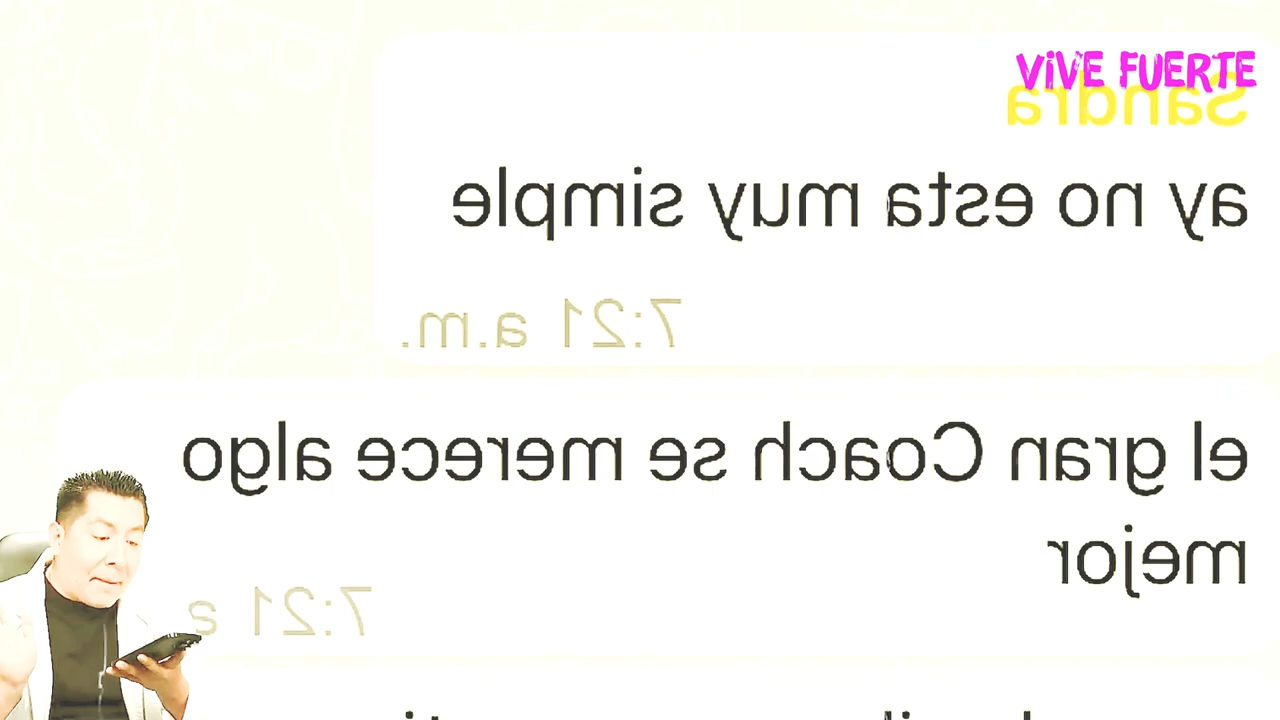 VIVE FUERTE
Sandra
ay no esta muy simple
7:21 a.m.
el gran Coach se merece algo
mejor
7:21 a